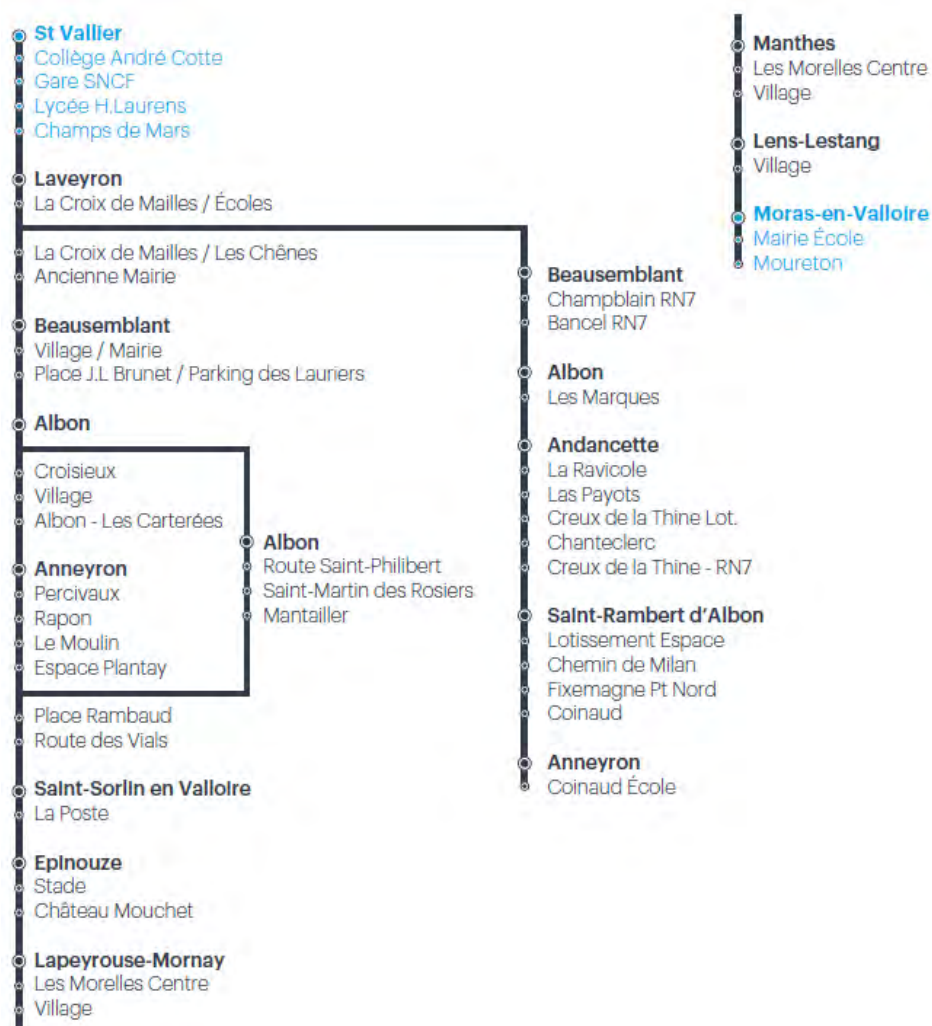 St Vallier
Collège André Cotte
Gare SNCF
Lycée H.Laurens
Champs de Mars
Laveyron
La Croix de Mailles / Écoles
La Croix de Mailles / Les Chênes
Ancienne Mairie
Beausemblant
Village / Mairie
Place J.L Brunet / Parking des Lauriers
Albon
Croisieux
Village
Albon - Les Carterées
Anneyron
Percivaux
Rapon
Le Moulin
Espace Plantay
Place Rambaud
Route des Vials
Saint-Sorlin en Valloire
La Poste
Epinouze
Stade
Château Mouchet
Lapeyrouse-Mornay
Les Morelles Centre
Village
Albon
Route Saint-Philibert
Saint-Martin des Rosiers
Mantailler
Beausemblant
Champblain RN7
Bancel RN7
Albon
Les Marques
Andancette
La Ravicole
Las Payots
Creux de la Thine Lot.
Chanteclerc
Creux de la Thine - RN7
Saint-Rambert d'Albon
Lotissement Espace
Chemin de Milan
Fixemagne Pt Nord
Coinaud
Anneyron
Coinaud École
Manthes
Les Morelles Centre
Village
Lens-Lestang
Village
Moras-en-Valloire
Mairie École
Moureton